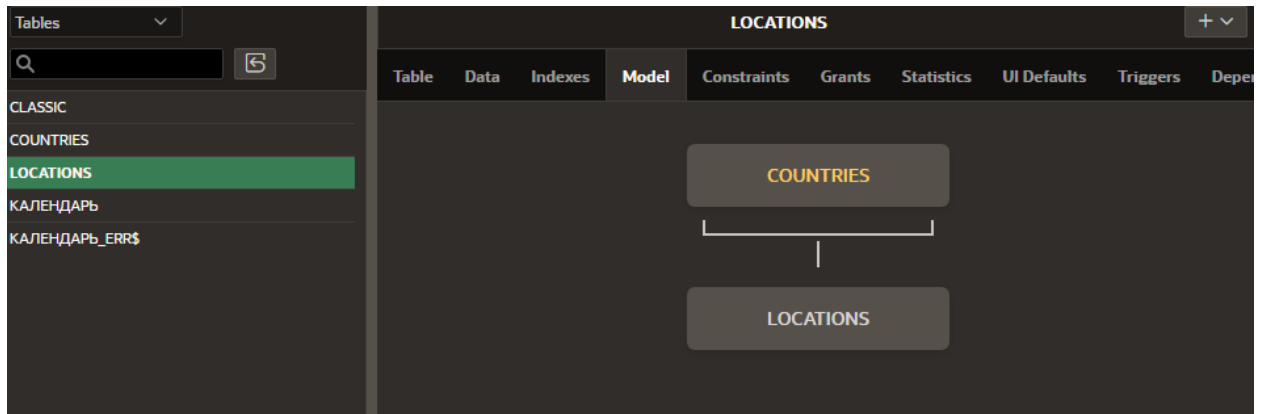 Tables
CLASSIC
COUNTRIES
LOCATIONS
КАЛЕНДАРЬ
КАЛЕНДАРЬ_ERR$
LOCATIONS
Table Data Indexes Model Constraints Grants Statistics UI Defaults Triggers Deper
COUNTRIES
LOCATIONS